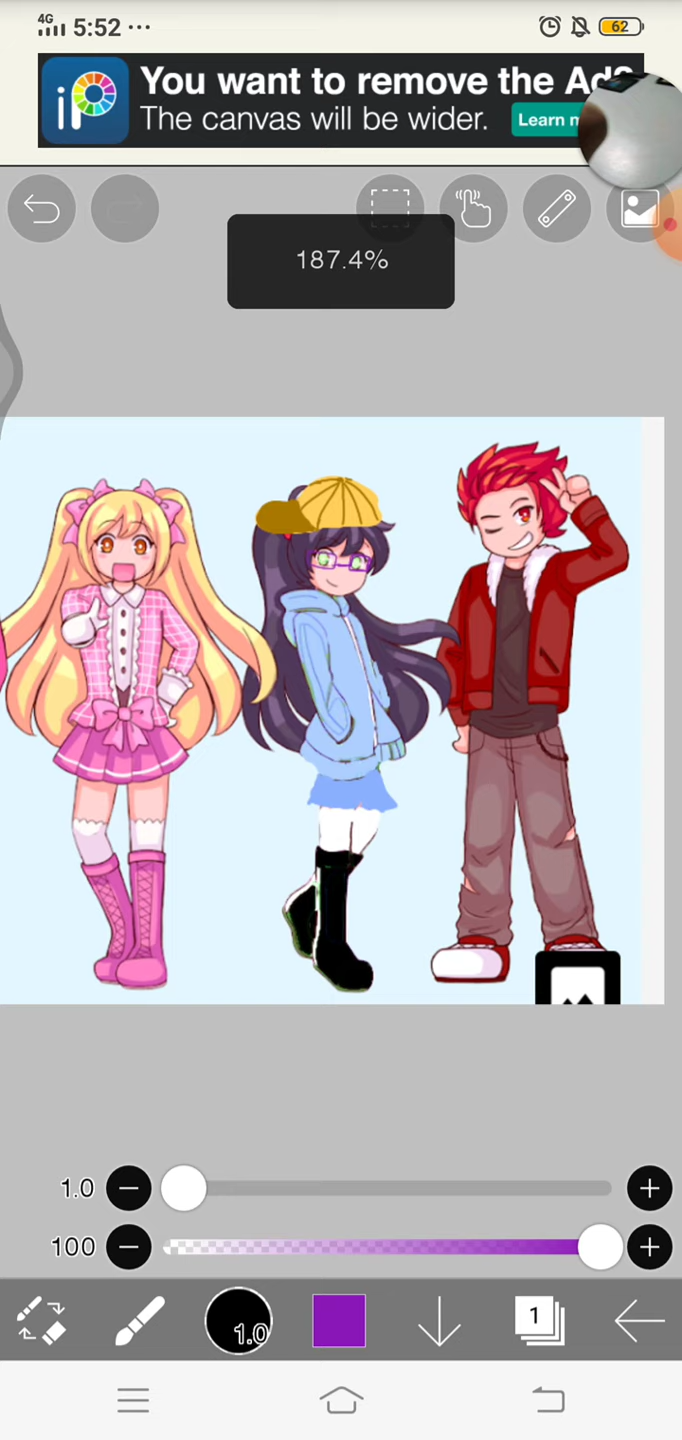 4G
5:52 ...
62
iP
You want to remove the Ad?
The canvas will be wider.
Learn
187.4%
1.0
100
1.0
1